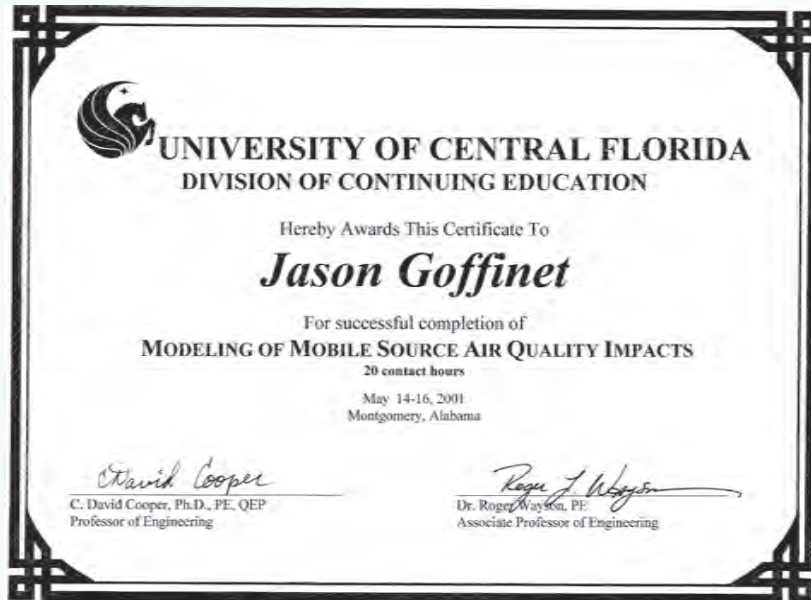 UNIVERSITY OF CENTRAL FLORIDA
DIVISION OF CONTINUING EDUCATION
Hereby Awards This Certificate To
Jason Goffinet
For successful completion of
MODELING OF MOBILE SOURCE AIR QUALITY IMPACTS
20 contact hours
May 14-16, 2001
Montgomery, Alabama
C David Cooper
C. David Cooper, Ph.D., PE, QEP
Professor of Engineering
Roger L. Wayson
Dr. Roger Wayson, PE
Associate Professor of Engineering